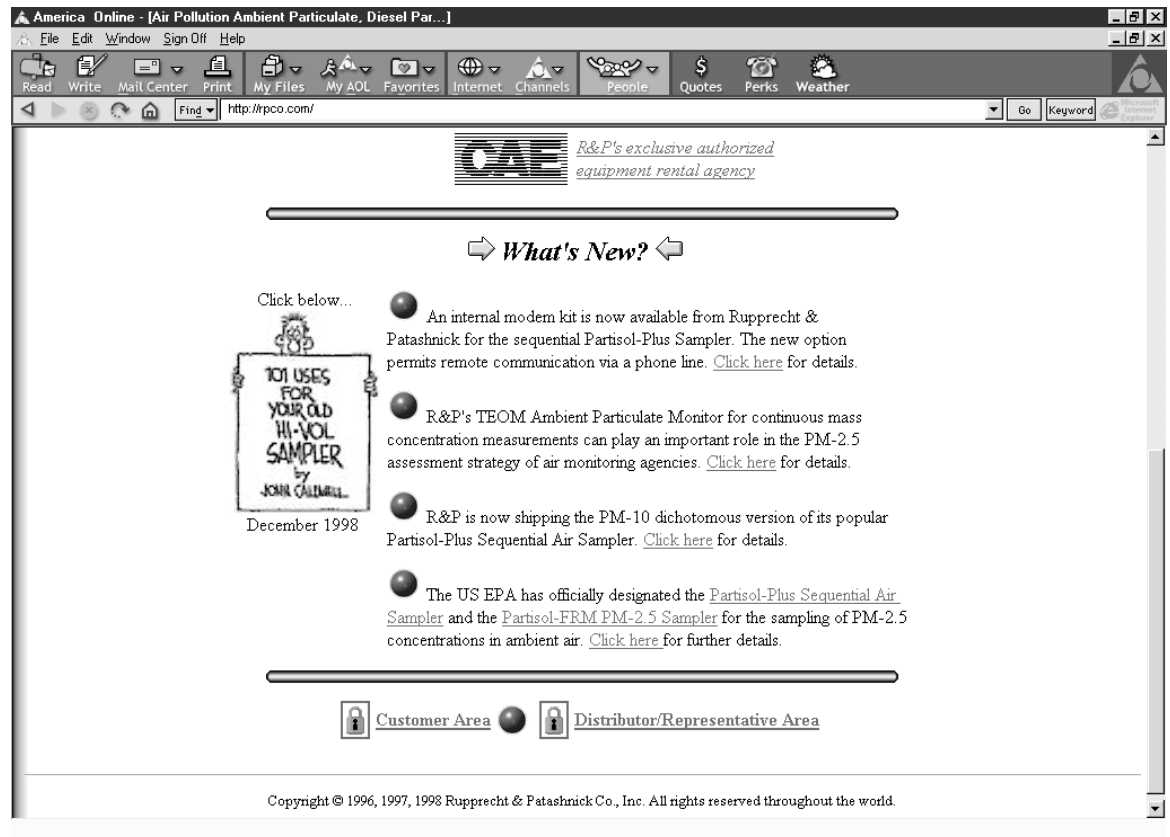 America Online - [Air Pollution Ambient Particulate, Diesel Par...]
File Edit Window Sign Off Help
Read Write Mail Center Print My Files My AOL Favorites Internet Channels People Quotes Perks Weather
Find http://rpco.com/ Go Keyword Microsoft Internet Explorer
CAE R&P's exclusive authorized
equipment rental agency
What's New?
Click below...
101 USES
FOR
YOUR OLD
HI-VOL
SAMPLER
by
JOHN CALDWELL
December 1998
An internal modem kit is now available from Rupprecht &
Patashnick for the sequential Partisol-Plus Sampler. The new option
permits remote communication via a phone line. Click here for details.
R&P's TEOM Ambient Particulate Monitor for continuous mass
concentration measurements can play an important role in the PM-2.5
assessment strategy of air monitoring agencies. Click here for details.
R&P is now shipping the PM-10 dichotomous version of its popular
Partisol-Plus Sequential Air Sampler. Click here for details.
The US EPA has officially designated the Partisol-Plus Sequential Air
Sampler and the Partisol-FRM PM-2.5 Sampler for the sampling of PM-2.5
concentrations in ambient air. Click here for further details.
Customer Area Distributor/Representative Area
Copyright © 1996, 1997, 1998 Rupprecht & Patashnick Co., Inc. All rights reserved throughout the world.